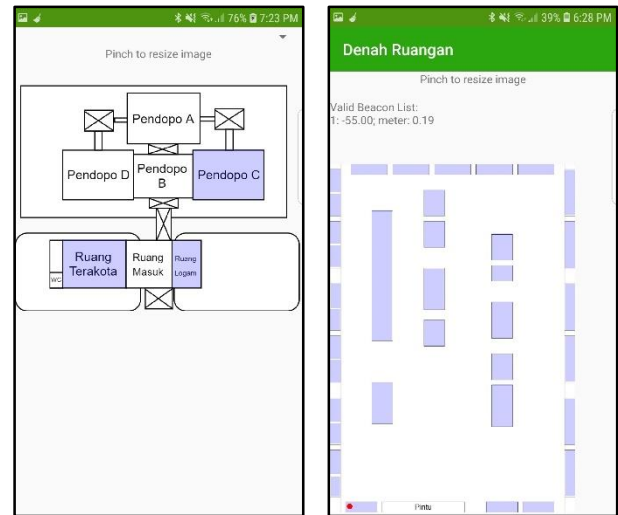 76% 7:23 PM
Pinch to resize image
Pendopo A
Pendopo D
Pendopo
B
Pendopo C
Ruang
Terakota
Ruang
Masuk
Ruang
Logam
WC
39% 6:28 PM
Denah Ruangan
Pinch to resize image
Valid Beacon List:
1: -55.00; meter: 0.19
Pintu